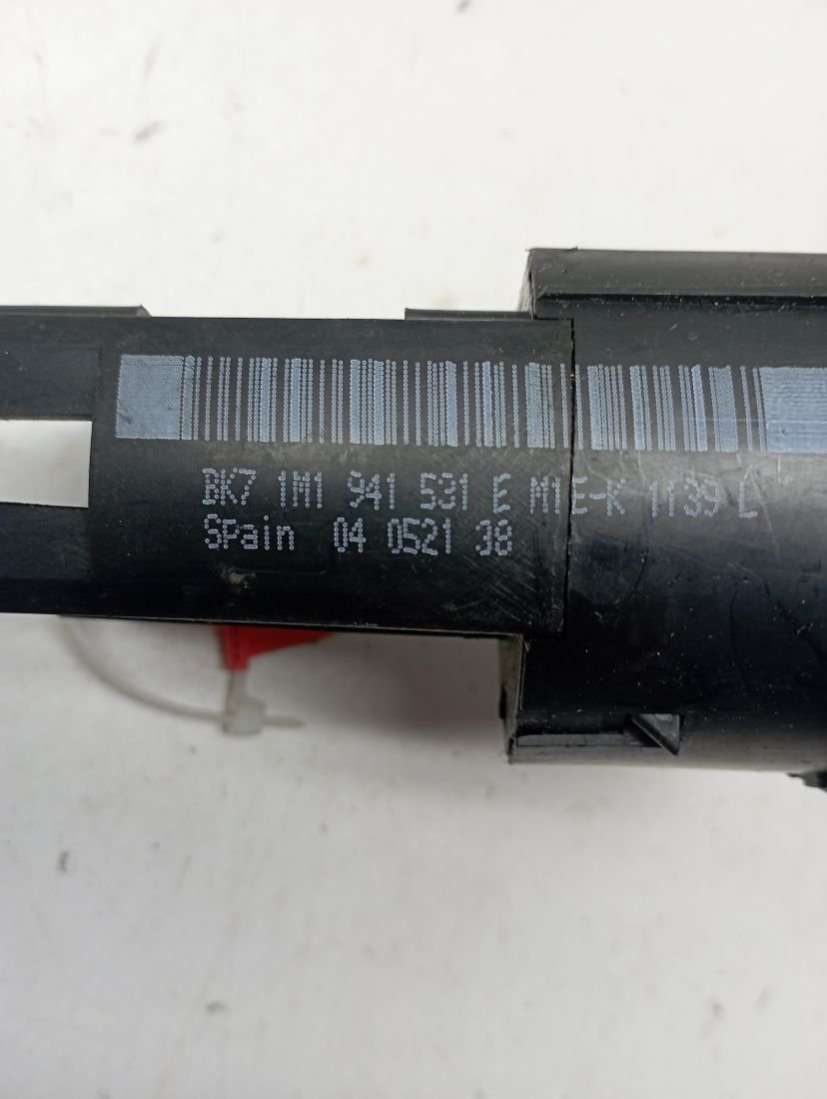 BK7 1M1 941 531 E M1E-K 1139 L
Spain 04 0521 38